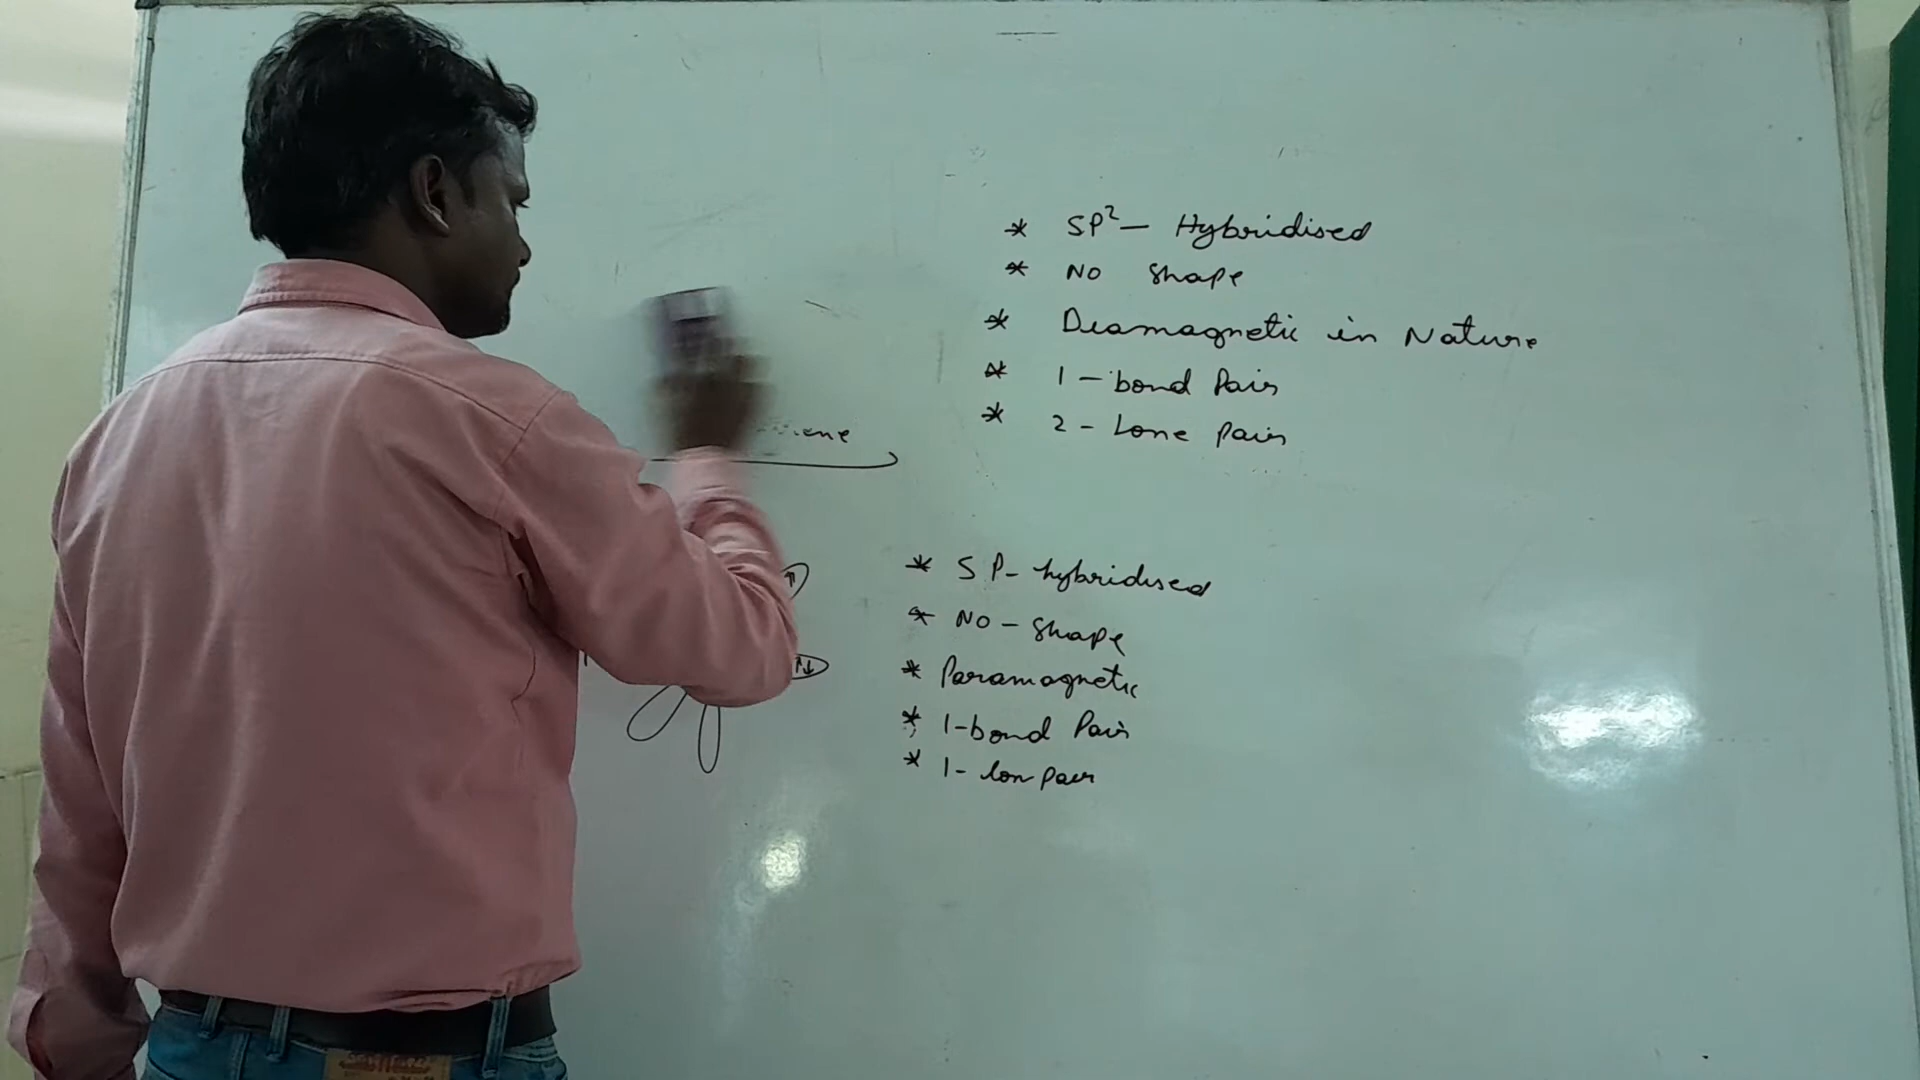 * SP² - Hybridised
* No Shape
* Diamagnetic in Nature
* 1 - bond Pair
* 2 - Lone pair
* SP - hybridised
* No - Shape
* Paramagnetic
* 1 - bond Pair
* 1 - lon pair